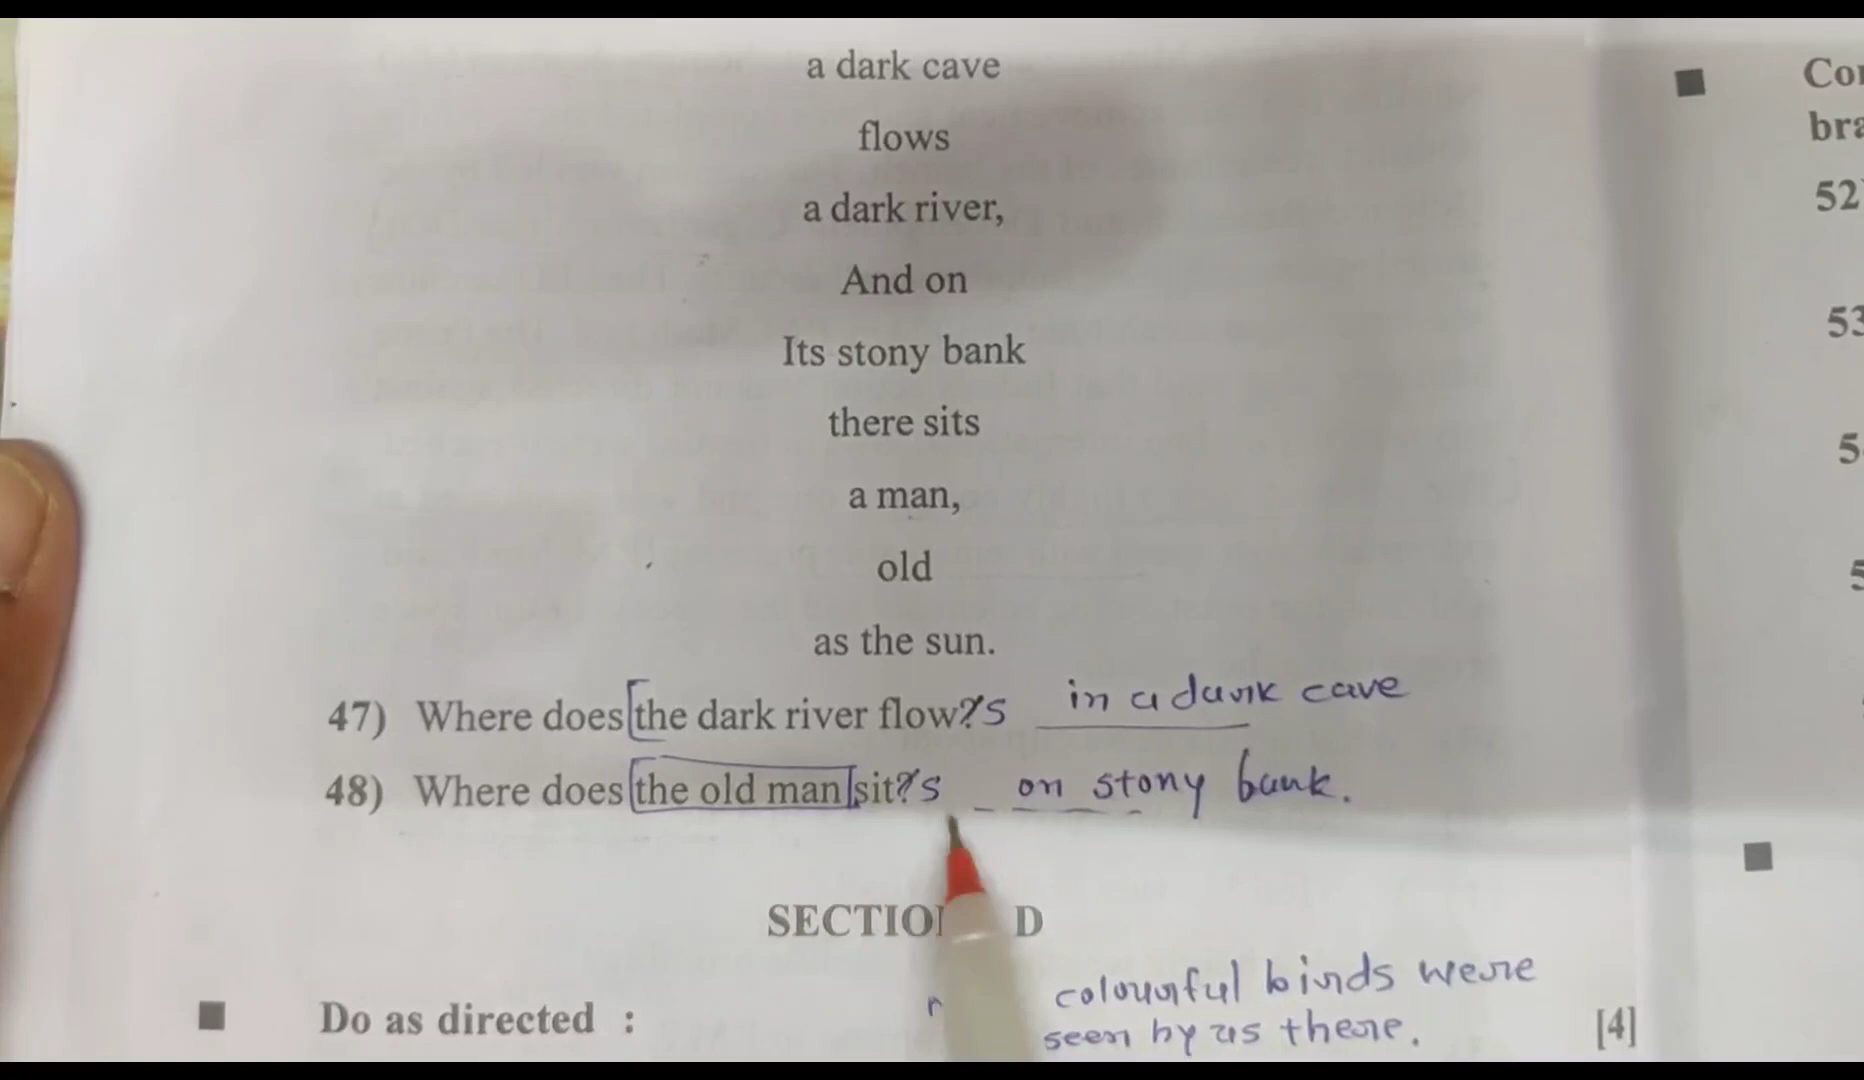 a dark cave
flows
a dark river,
And on
Its stony bank
there sits
a man,
old
as the sun.
47) Where does the dark river flow?s in a dark cave
48) Where does the old man sit?s on stony bank.
SECTION D
colourful birds were
Do as directed :
seen by us there. [4]
52
53